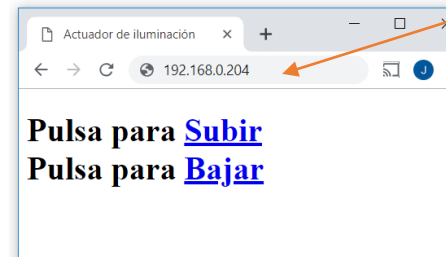 Actuador de iluminación
192.168.0.204
J
Pulsa para Subir
Pulsa para Bajar